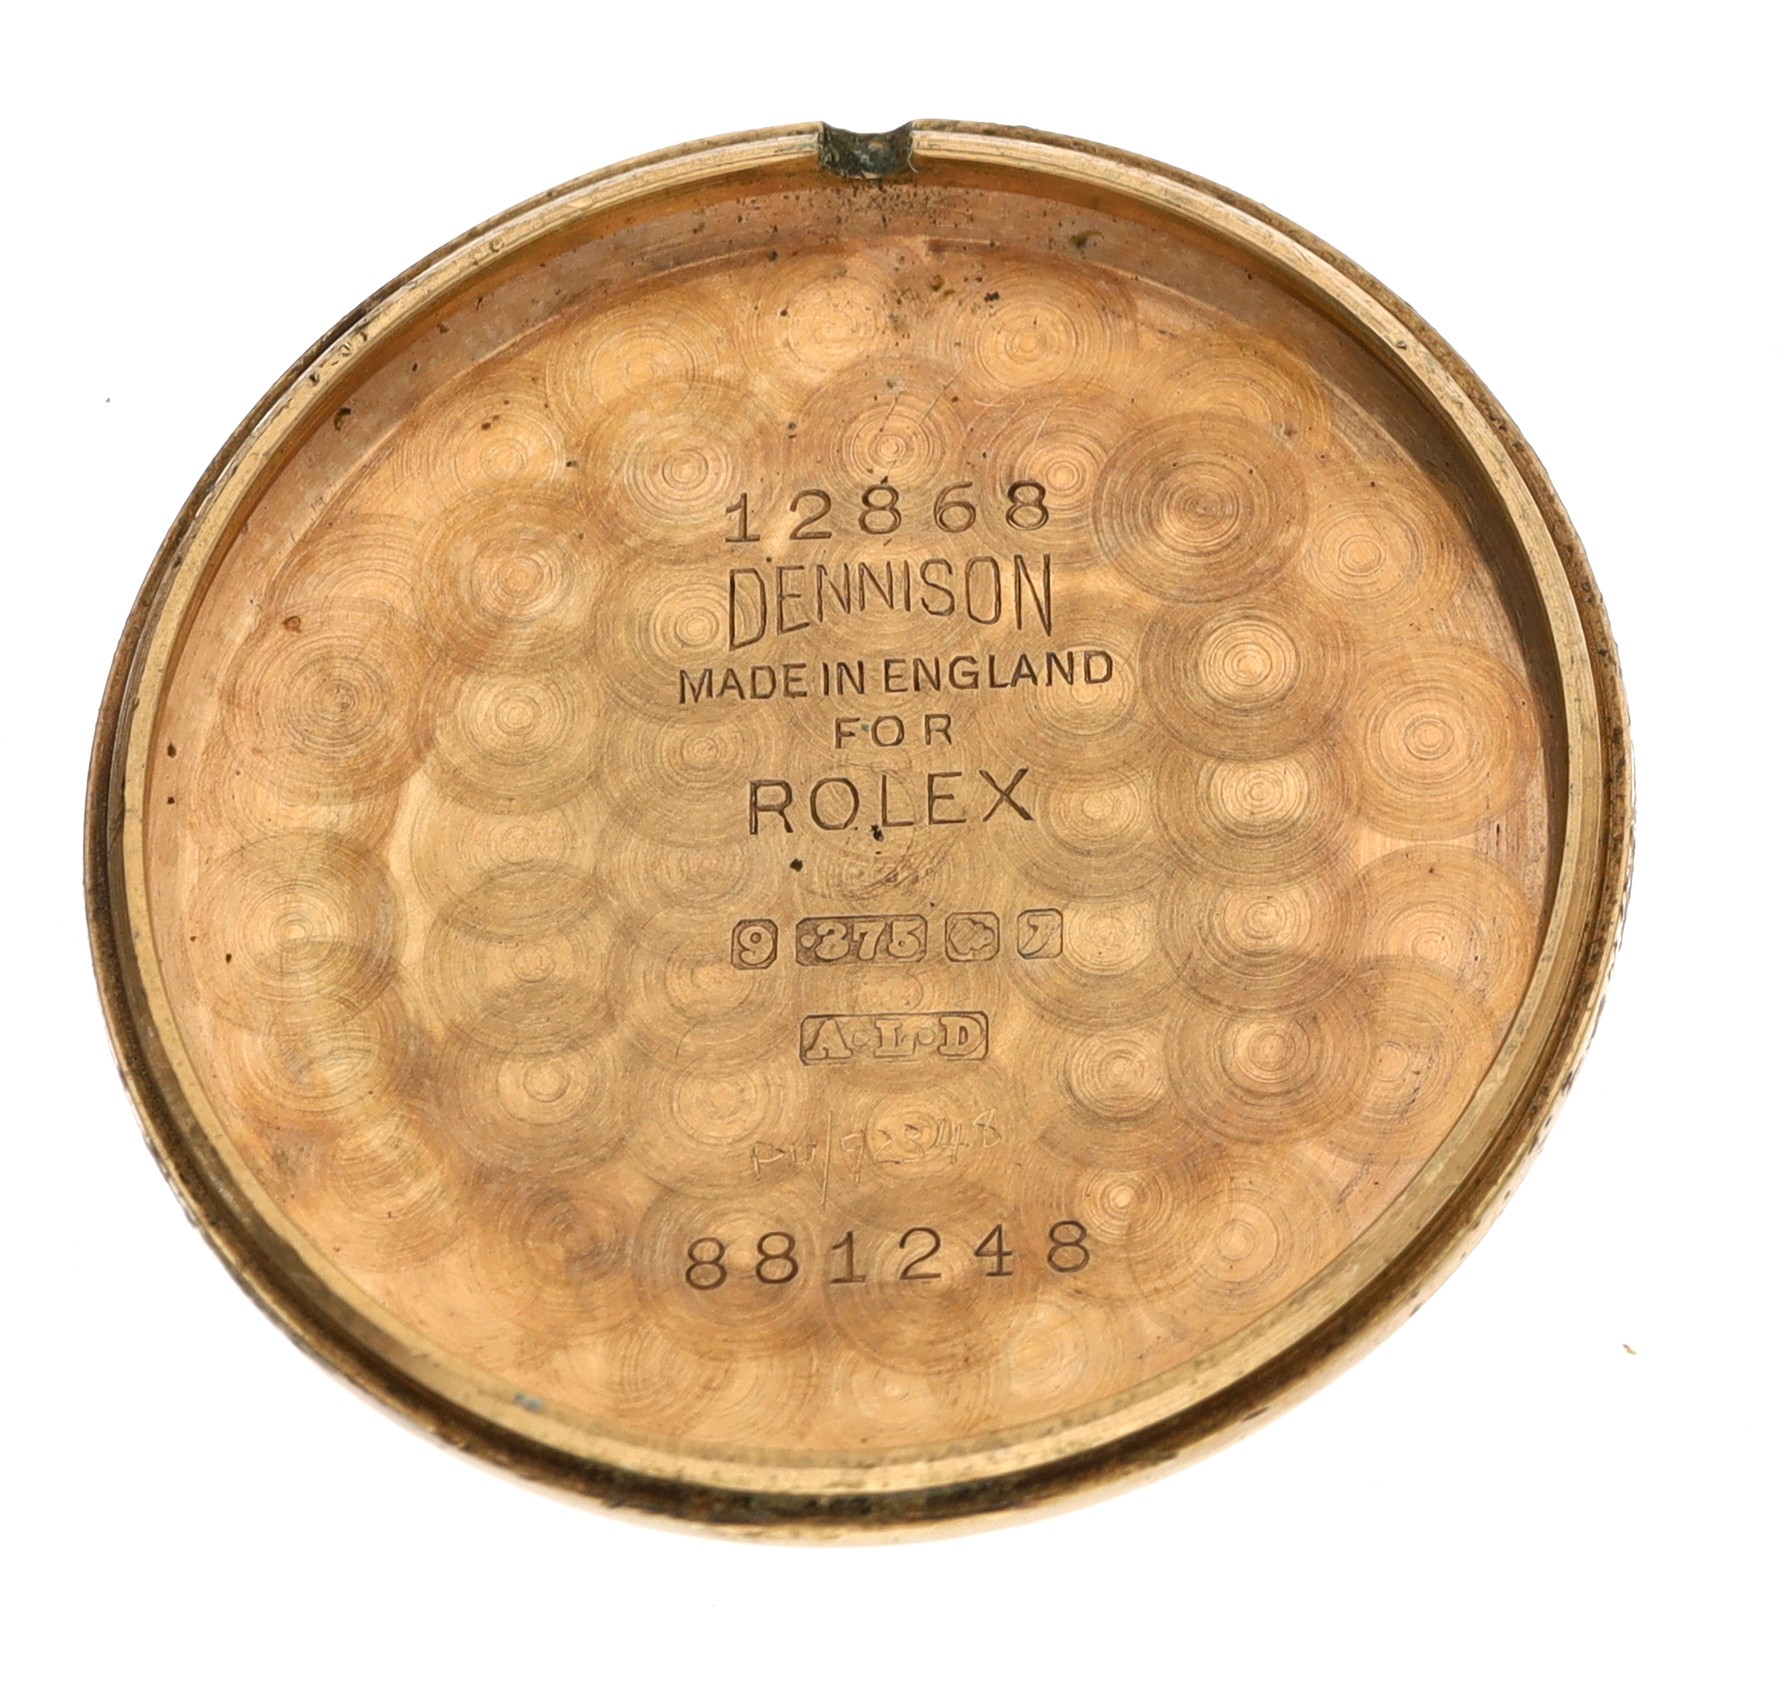 12868
DENNISON
MADE IN ENGLAND
FOR
ROLEX
9 .375
A·L·D
881248